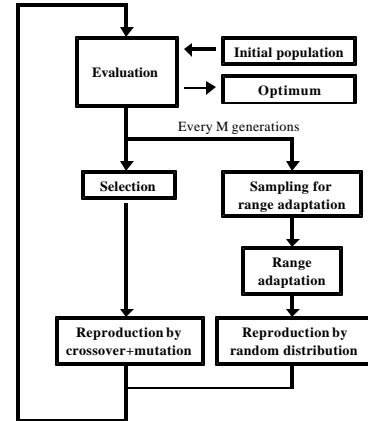 Initial population
Evaluation
Optimum
Every M generations
Selection
Sampling for
range adaptation
Range
adaptation
Reproduction by
crossover+mutation
Reproduction by
random distribution